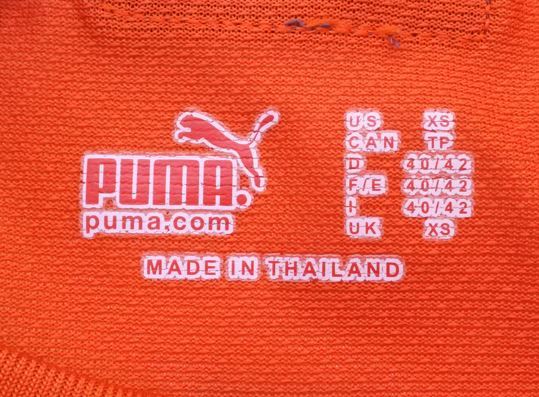 PUMA.
puma.com
US XS
CAN TP
D 40/42
F/E 40/42
I 40/42
UK XS
MADE IN THAILAND